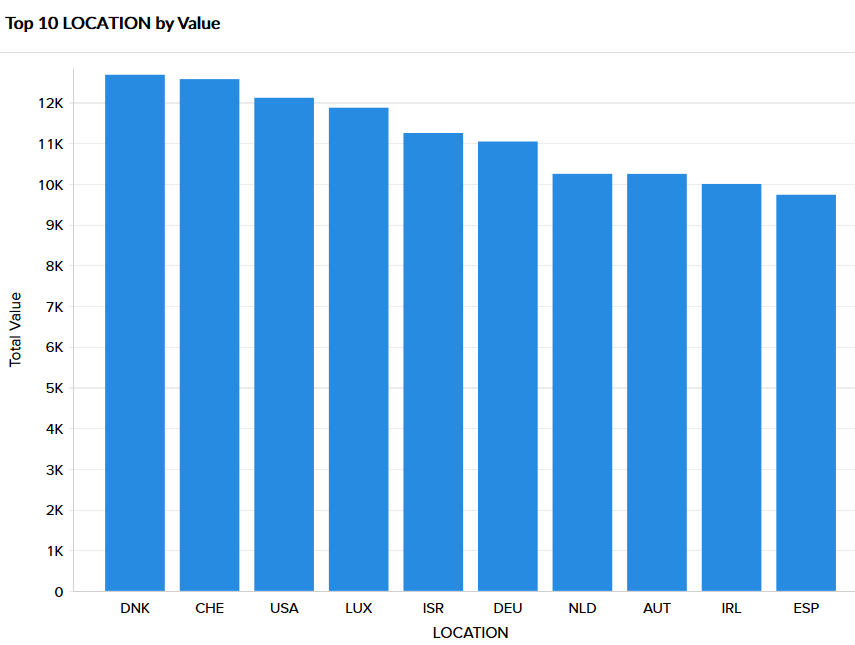 Top 10 LOCATION by Value
Total Value
12K
11K
10K
9K
8K
7K
6K
5K
4K
3K
2K
1K
0
DNK CHE USA LUX ISR DEU NLD AUT IRL ESP
LOCATION